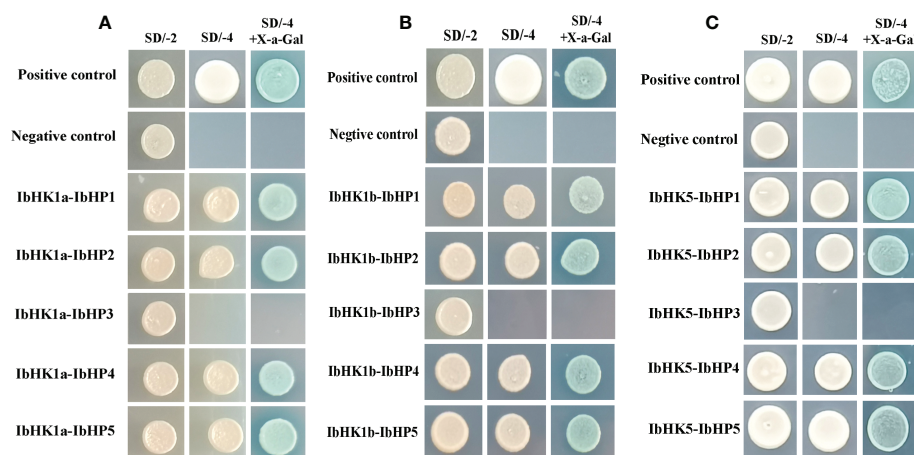 A
SD/-2 SD/-4 SD/-4 +X-a-Gal
Positive control
Negative control
IbHK1a-IbHP1
IbHK1a-IbHP2
IbHK1a-IbHP3
IbHK1a-IbHP4
IbHK1a-IbHP5
B
SD/-2 SD/-4 SD/-4 +X-a-Gal
Positive control
Negtive control
IbHK1b-IbHP1
IbHK1b-IbHP2
IbHK1b-IbHP3
IbHK1b-IbHP4
IbHK1b-IbHP5
C
SD/-2 SD/-4 SD/-4 +X-a-Gal
Positive control
Negtive control
IbHK5-IbHP1
IbHK5-IbHP2
IbHK5-IbHP3
IbHK5-IbHP4
IbHK5-IbHP5